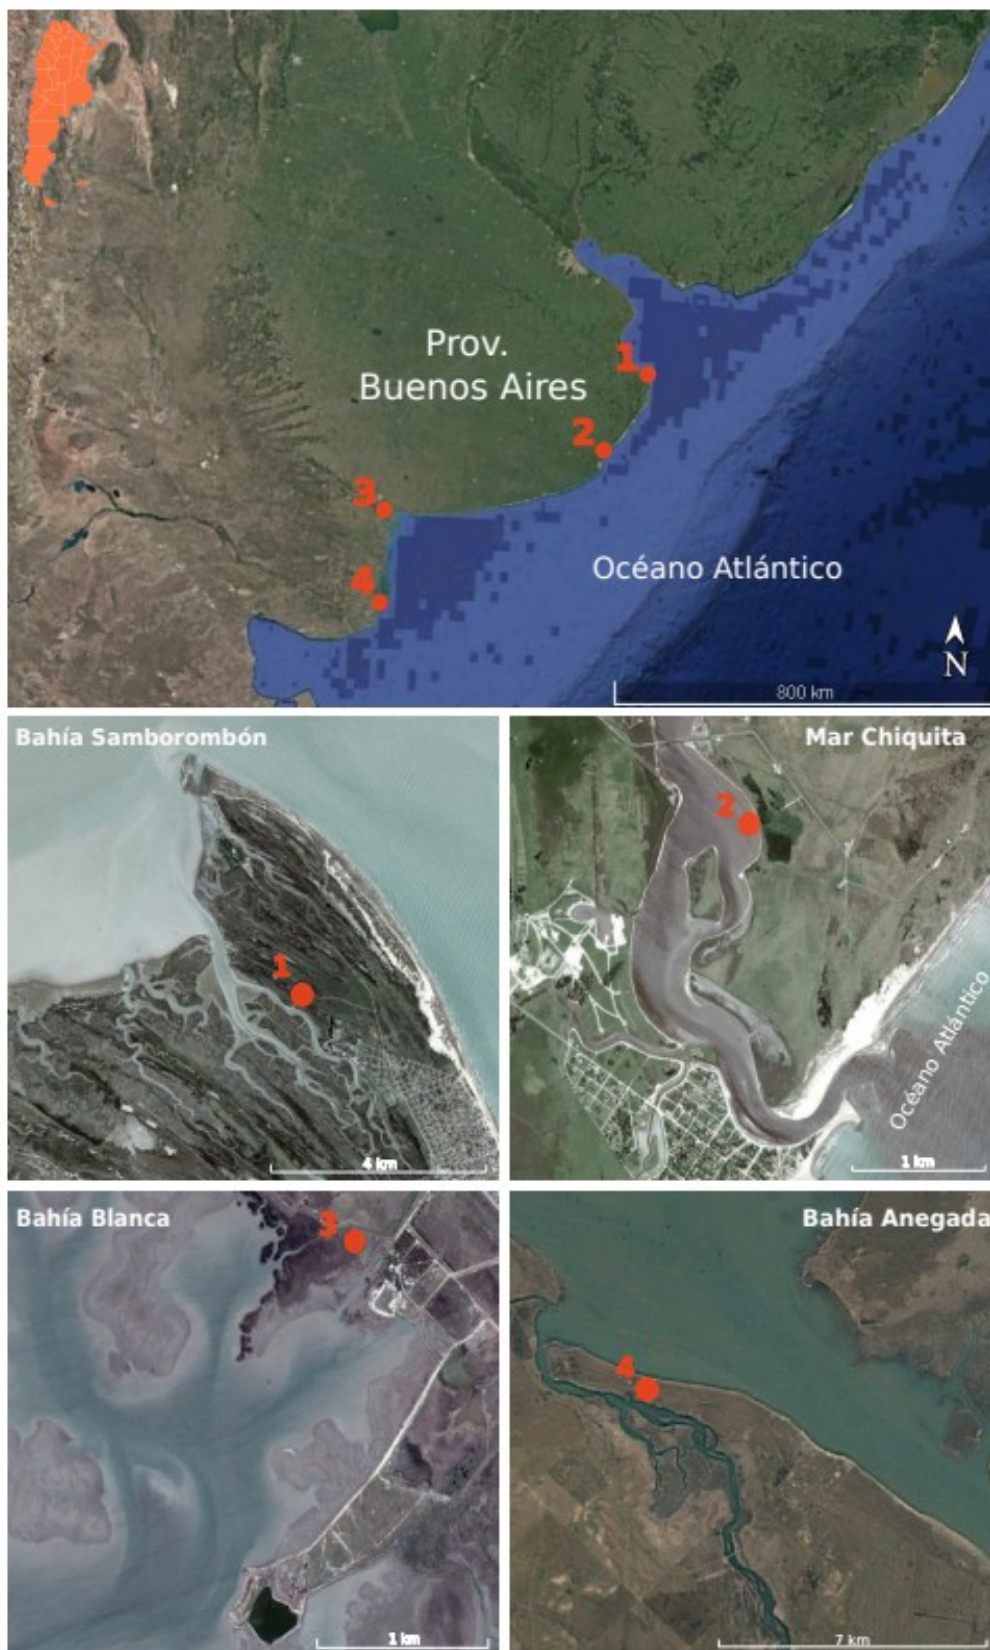 Prov.
Buenos Aires
1
2
3
4
Océano Atlántico
N
800 km
Bahía Samborombón
1
4 km
Mar Chiquita
2
Océano Atlántico
1 km
Bahía Blanca
3
1 km
Bahía Anegada
4
7 km